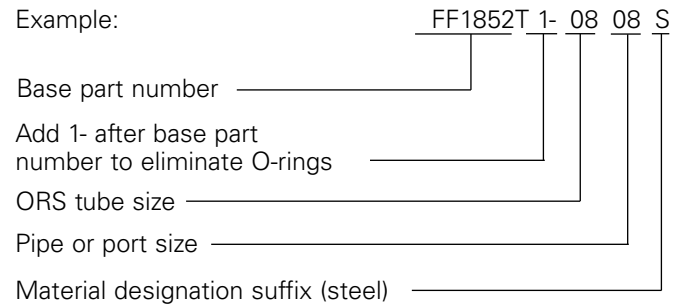 Example: FF1852T 1- 08 08 S
Base part number
Add 1- after base part
number to eliminate O-rings
ORS tube size
Pipe or port size
Material designation suffix (steel)